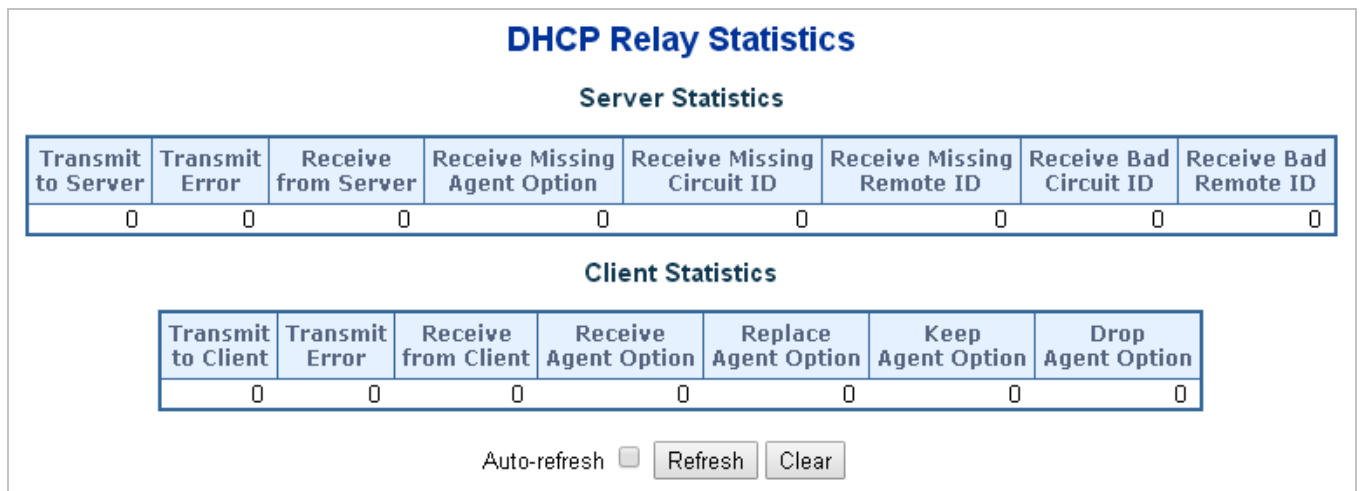 DHCP Relay Statistics
Server Statistics
Transmit to Server Transmit Error Receive from Server Receive Missing Agent Option Receive Missing Circuit ID Receive Missing Remote ID Receive Bad Circuit ID Receive Bad Remote ID
0 0 0 0 0 0 0 0
Client Statistics
Transmit to Client Transmit Error Receive from Client Receive Agent Option Replace Agent Option Keep Agent Option Drop Agent Option
0 0 0 0 0 0 0
Auto-refresh Refresh Clear